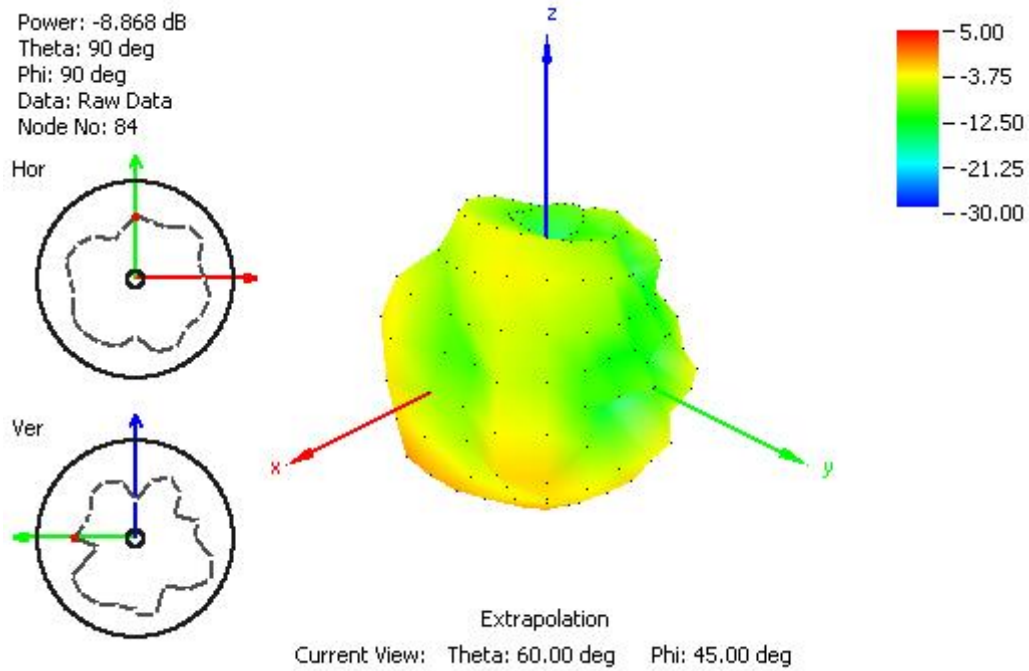 Power: -8.868 dB
Theta: 90 deg
Phi: 90 deg
Data: Raw Data
Node No: 84
Hor
Ver
z
x
y
5.00
-3.75
-12.50
-21.25
-30.00
Extrapolation
Current View: Theta: 60.00 deg Phi: 45.00 deg